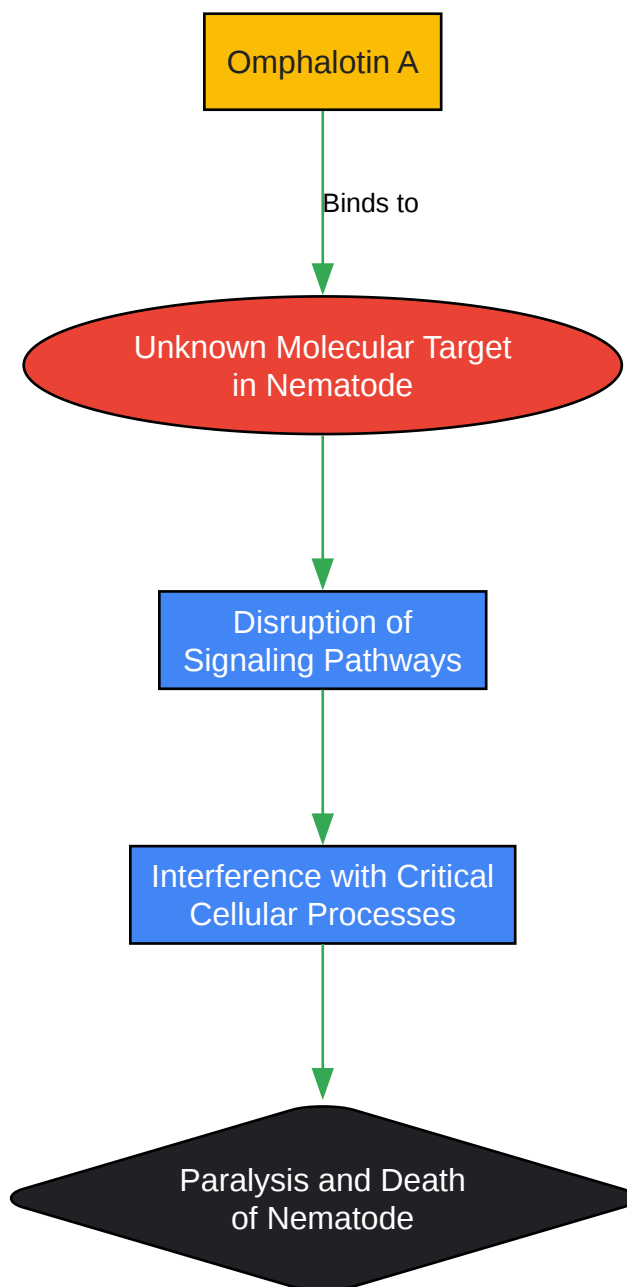 Omphalotin A
Binds to
Unknown Molecular Target
in Nematode
Disruption of
Signaling Pathways
Interference with Critical
Cellular Processes
Paralysis and Death
of Nematode